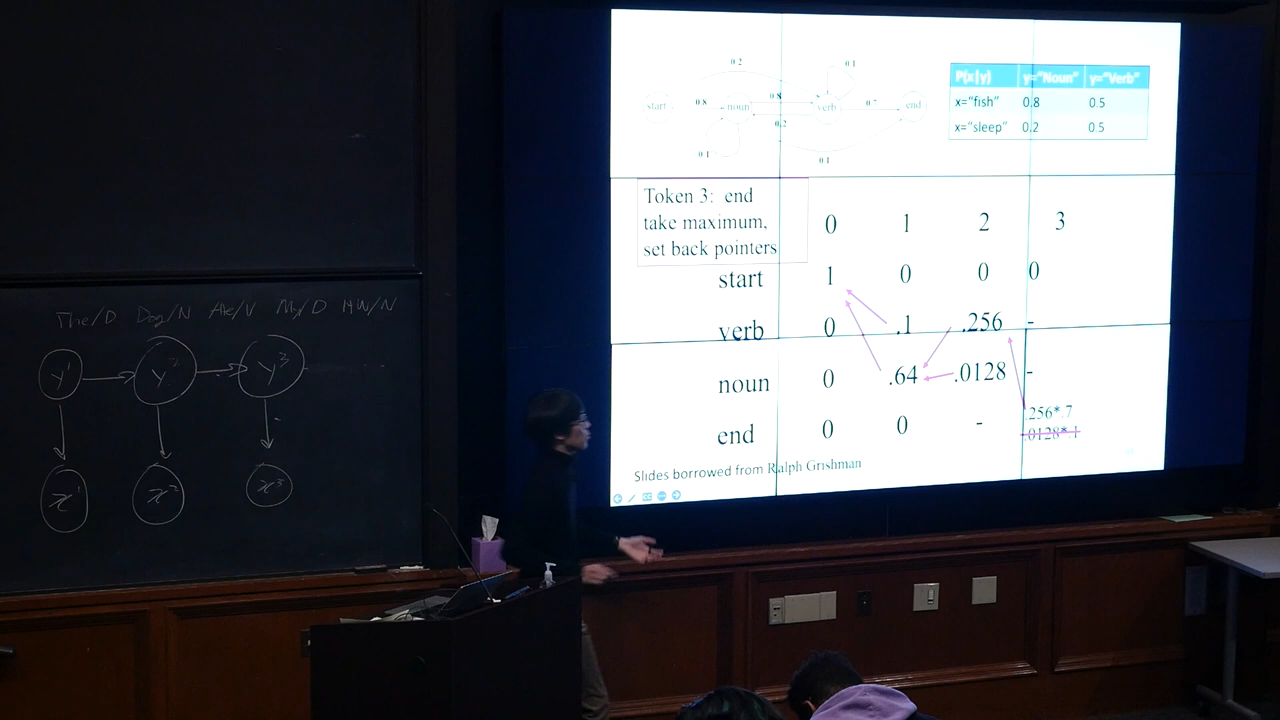 The/D Dog/N
y¹ y² y³
x¹ x² x³
0.2 0.1
start 0.8 noun 0.8 verb 0.7 end
0.2
0.1 0.1
P(x|y) y="Noun" y="Verb"
x="fish" 0.8 0.5
x="sleep" 0.2 0.5
Token 3: end
take maximum,
set back pointers
0 1 2 3
start 1 0 0 0
verb 0 .1 .256 -
noun 0 .64 .0128 -
end 0 0 -
.256*.7
.0128*.1
Slides borrowed from Ralph Grishman